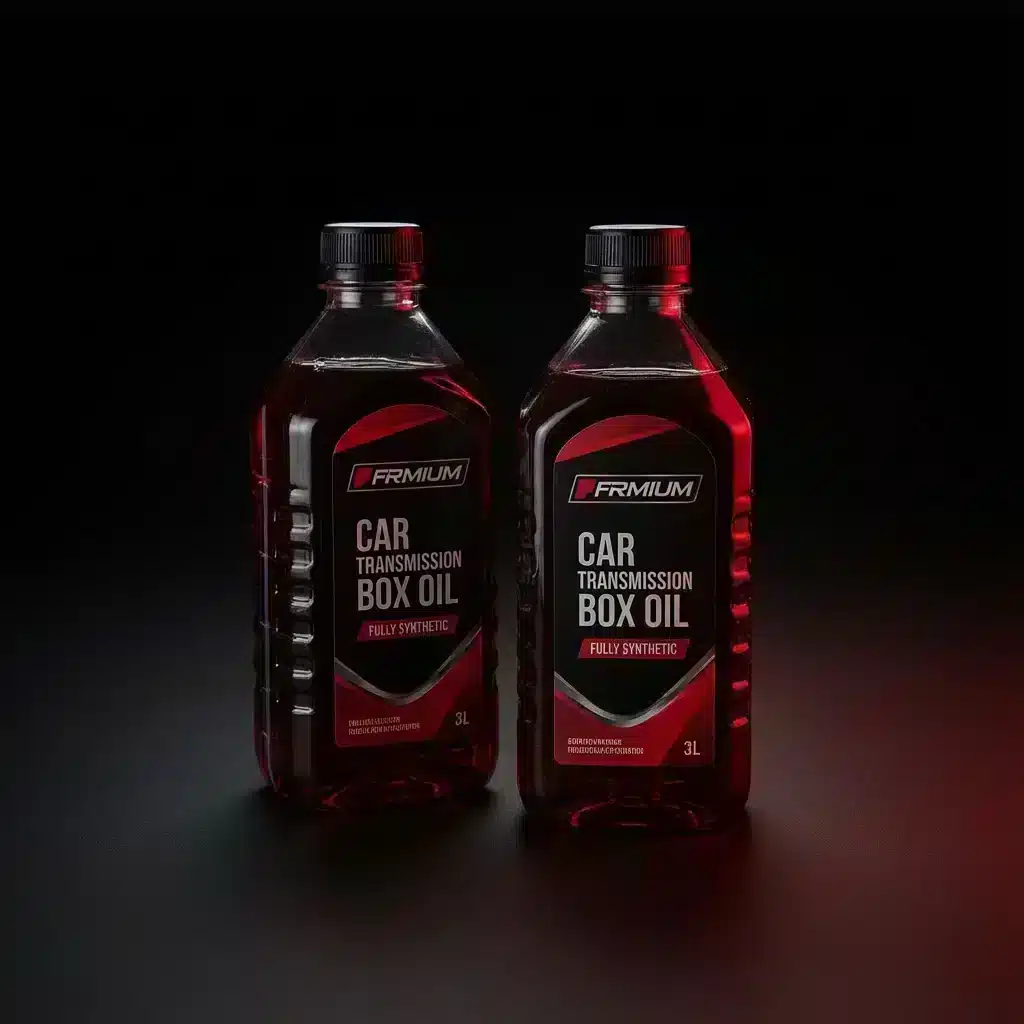 FRMIUM
CAR
TRANSMISSION
BOX OIL
FULLY SYNTHETIC
3L
FRMIUM
CAR
TRANSMISSION
BOX OIL
FULLY SYNTHETIC
3L